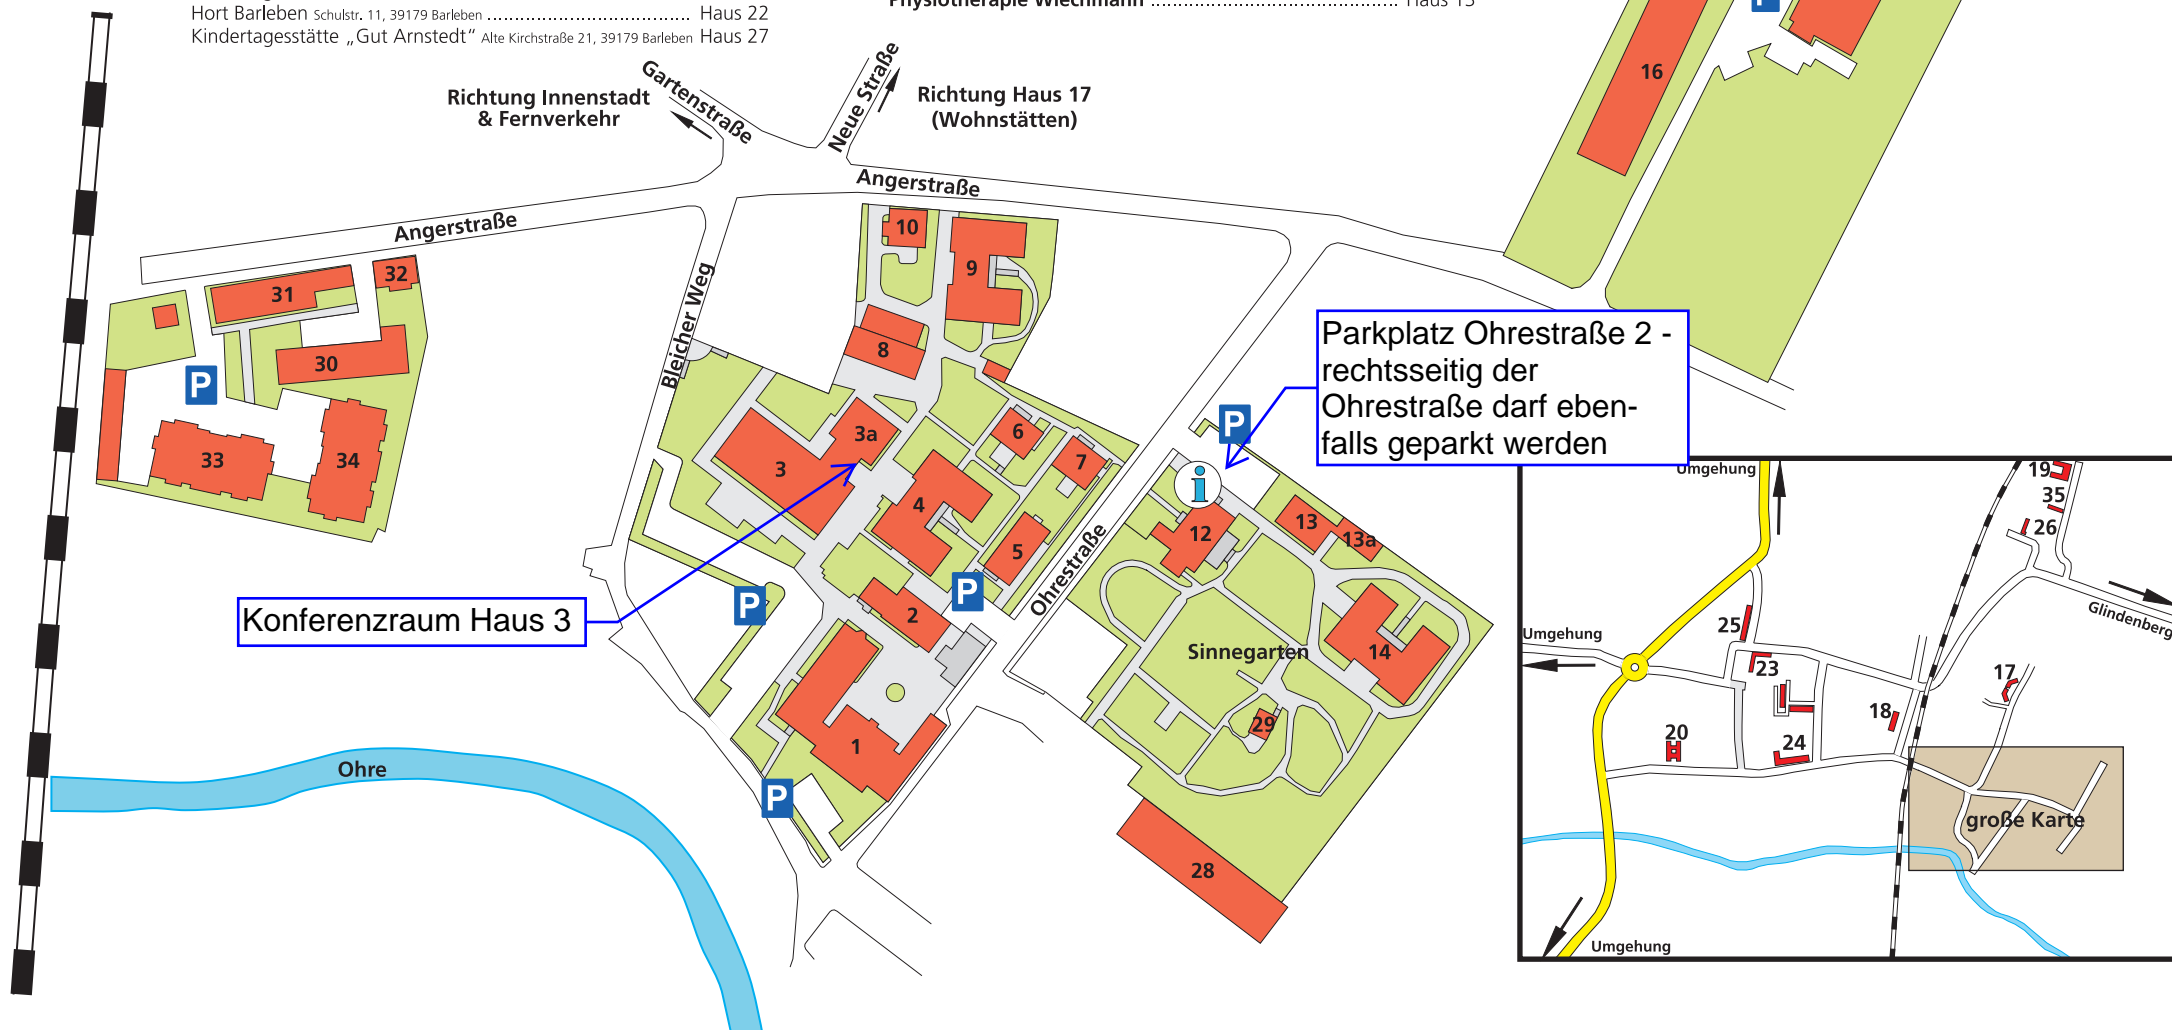 Hort Barleben Schulstr. 11, 39179 Barleben ................................ Haus 22
Kindertagesstätte „Gut Arnstedt“ Alte Kirchstraße 21, 39179 Barleben Haus 27
Physiotherapie Wiechmann ....................................... Haus 13
Richtung Innenstadt
& Fernverkehr
Gartenstraße
Neue Straße
Richtung Haus 17
(Wohnstätten)
Angerstraße
Angerstraße
Bleicher Weg
Ohrestraße
16
10
9
8
32
31
30
P
33
34
3a
3
6
7
4
5
P
P
2
1
P
Parkplatz Ohrestraße 2 -
rechtsseitig der
Ohrestraße darf eben-
falls geparkt werden
P
i
12
13
13a
14
Sinnegarten
29
28
Konferenzraum Haus 3
Ohre
Umgehung
19
35
26
Glindenberg
25
Umgehung
23
17
18
20
24
große Karte
Umgehung